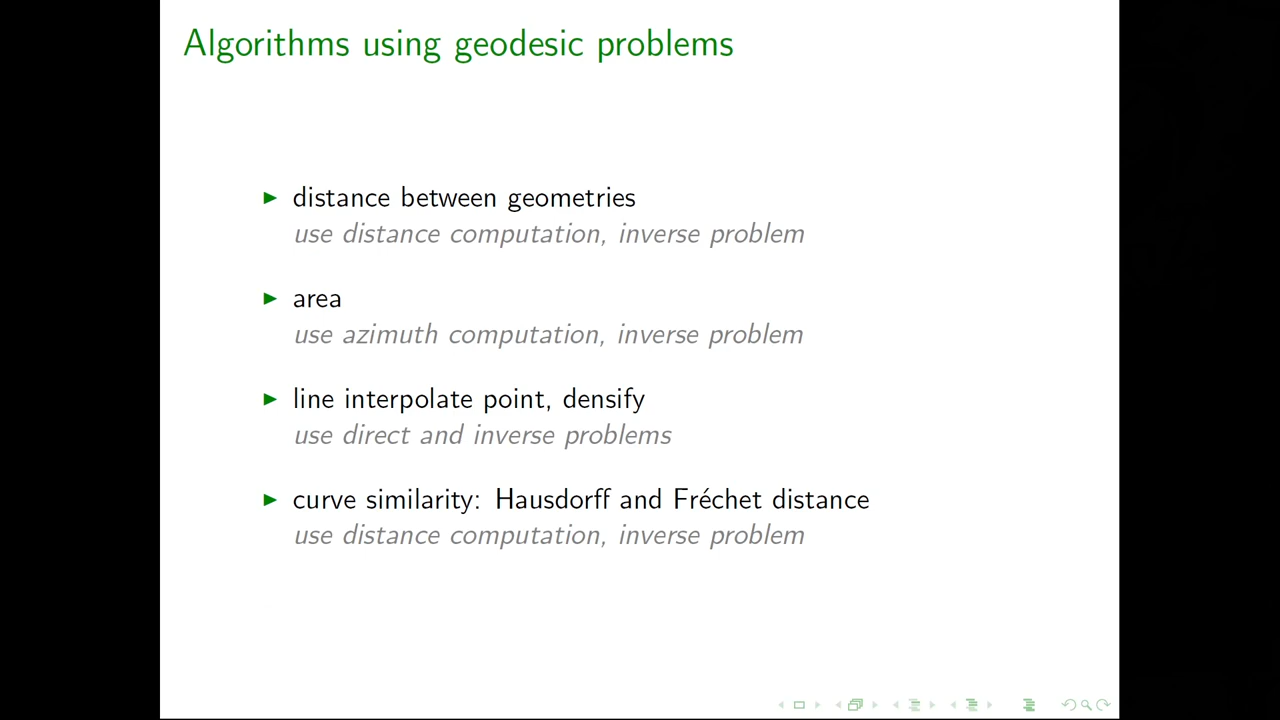 Algorithms using geodesic problems
distance between geometries
use distance computation, inverse problem
area
use azimuth computation, inverse problem
line interpolate point, densify
use direct and inverse problems
curve similarity: Hausdorff and Fréchet distance
use distance computation, inverse problem